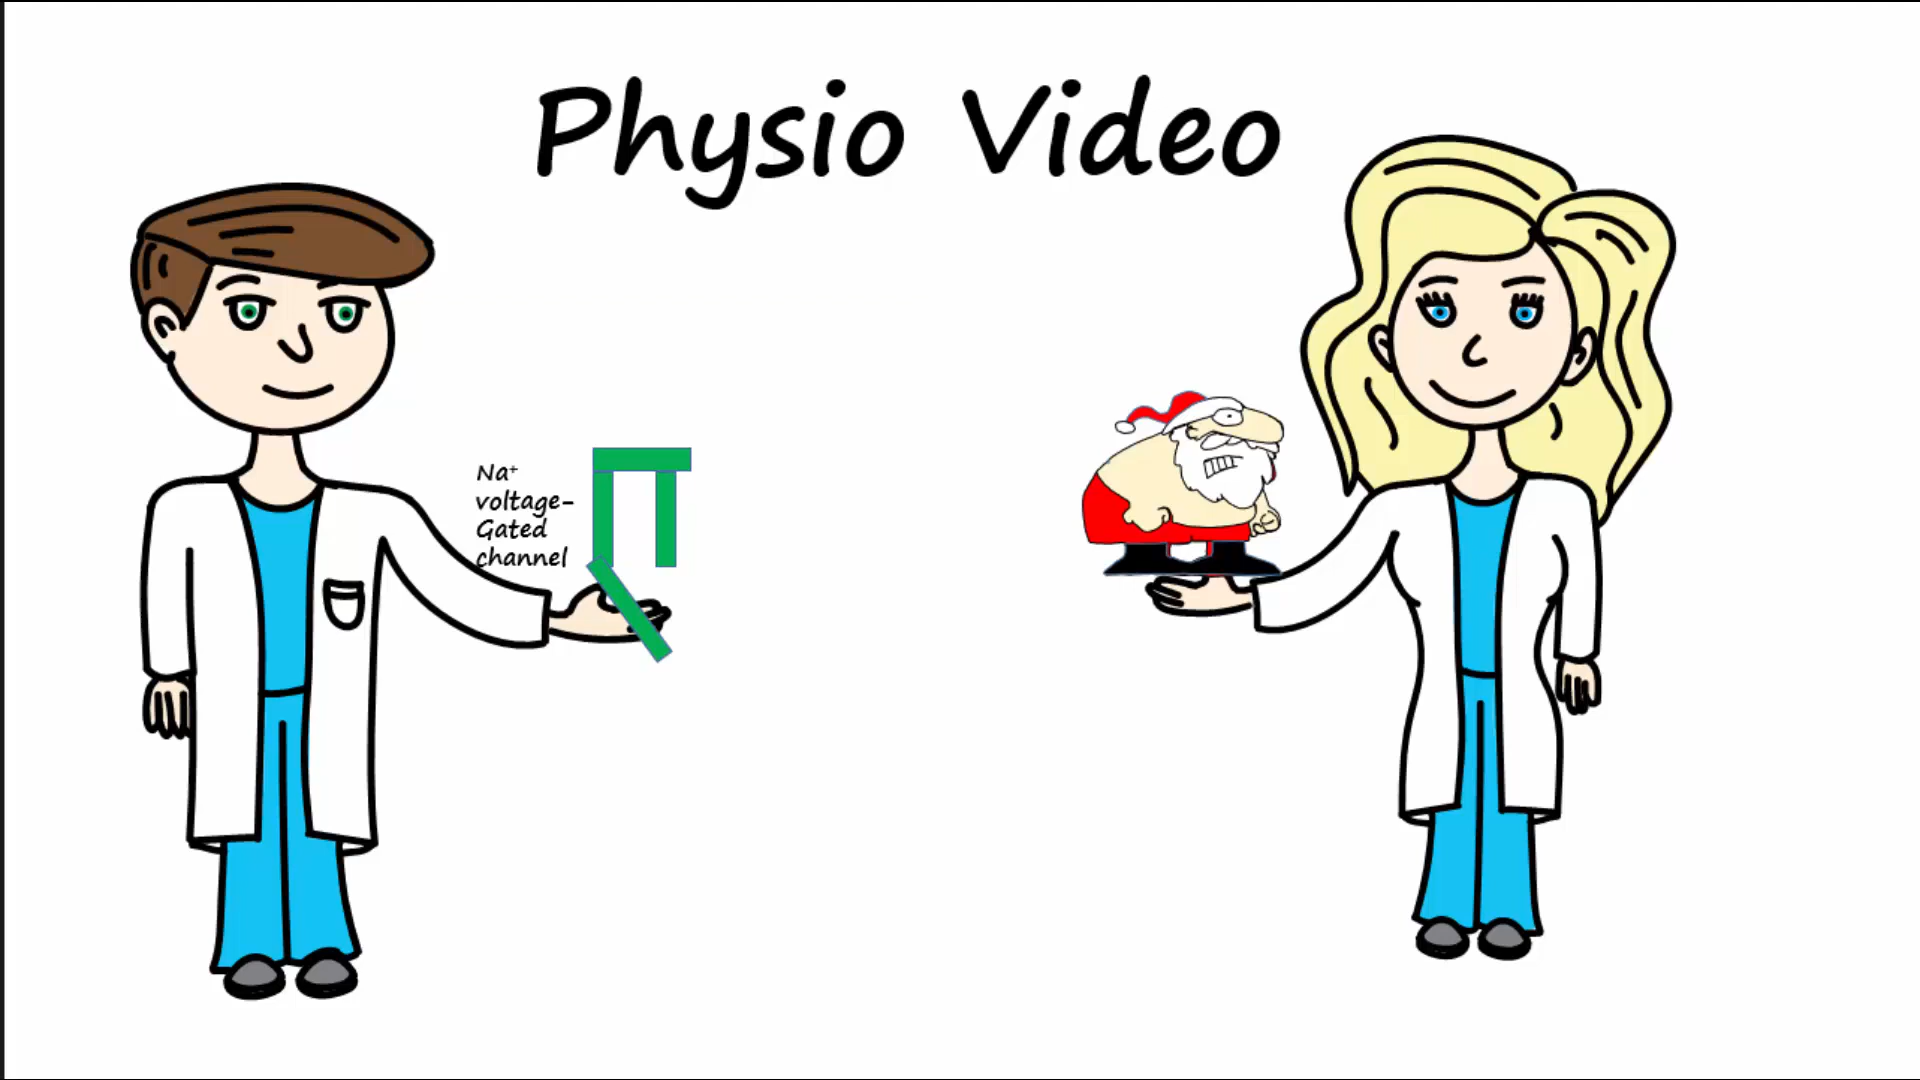 Physio Video
Na⁺
voltage-
Gated
channel